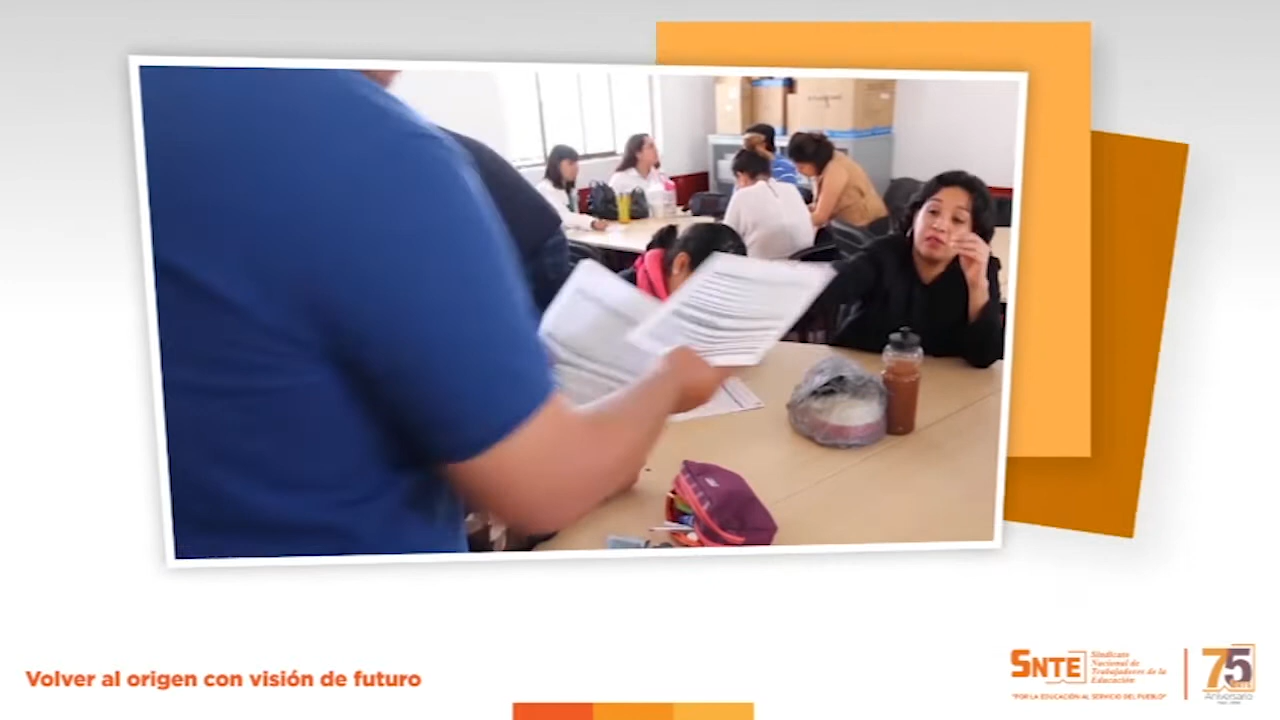 Volver al origen con visión de futuro
SNTE
Sindicato
Nacional de
Trabajadores de la
Educación
"POR LA EDUCACIÓN AL SERVICIO DEL PUEBLO"
75
Aniversario